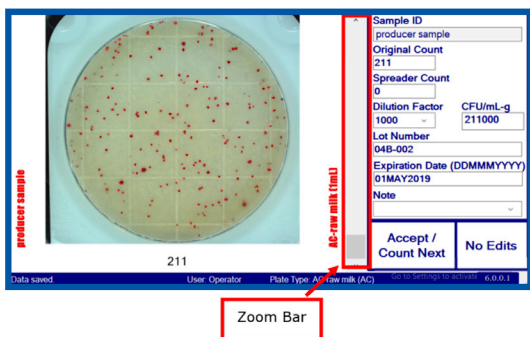 producer sample
AC-raw milk (1mL)
211
Sample ID
producer sample
Original Count
211
Spreader Count
0
Dilution Factor
CFU/mL-g
1000
211000
Lot Number
04B-002
Expiration Date (DDMMMYYYY)
01MAY2019
Note
Accept /
Count Next
No Edits
Data saved
User: Operator
Plate Type: AC-raw milk (AC)
Go to Settings to activate
6.0.0.1
Zoom Bar